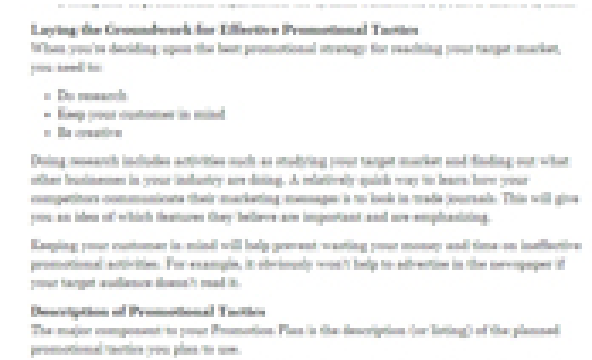 Laying the Groundwork for Effective Promotional Tactics
When you're deciding upon the best promotional strategy for reaching your target market,
you need to:
Do research
Keep your customer in mind
Be creative
Doing research includes activities such as studying your target market and finding out what
other businesses in your industry are doing. A relatively quick way to learn how your
competitors communicate their marketing messages is to look in trade journals. This will give
you an idea of which features they believe are important and are emphasizing.
Keeping your customer in mind will help prevent wasting your money and time on ineffective
promotional activities. For example, it obviously won't help to advertise in the newspaper if
your target audience doesn't read it.
Description of Promotional Tactics
The major component to your Promotion Plan is the description (or listing) of the planned
promotional tactics you plan to use.